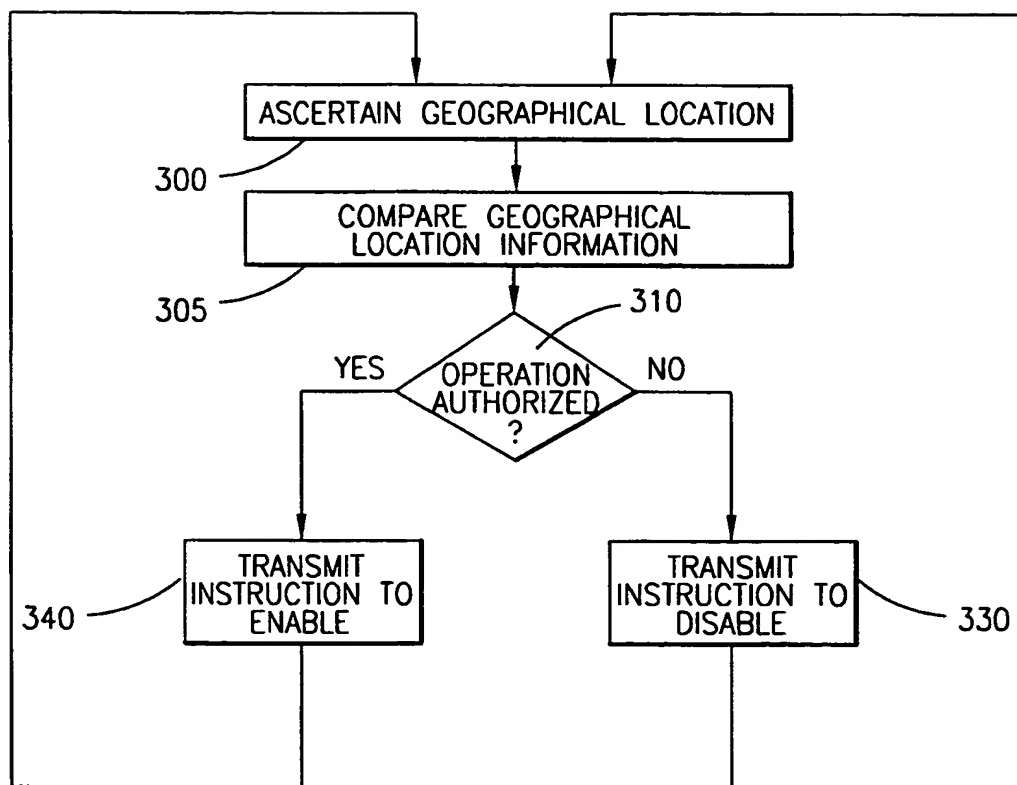 ASCERTAIN GEOGRAPHICAL LOCATION
300
COMPARE GEOGRAPHICAL
LOCATION INFORMATION
305
310
YES
NO
OPERATION
AUTHORIZED
?
TRANSMIT
INSTRUCTION TO
ENABLE
340
TRANSMIT
INSTRUCTION TO
DISABLE
330